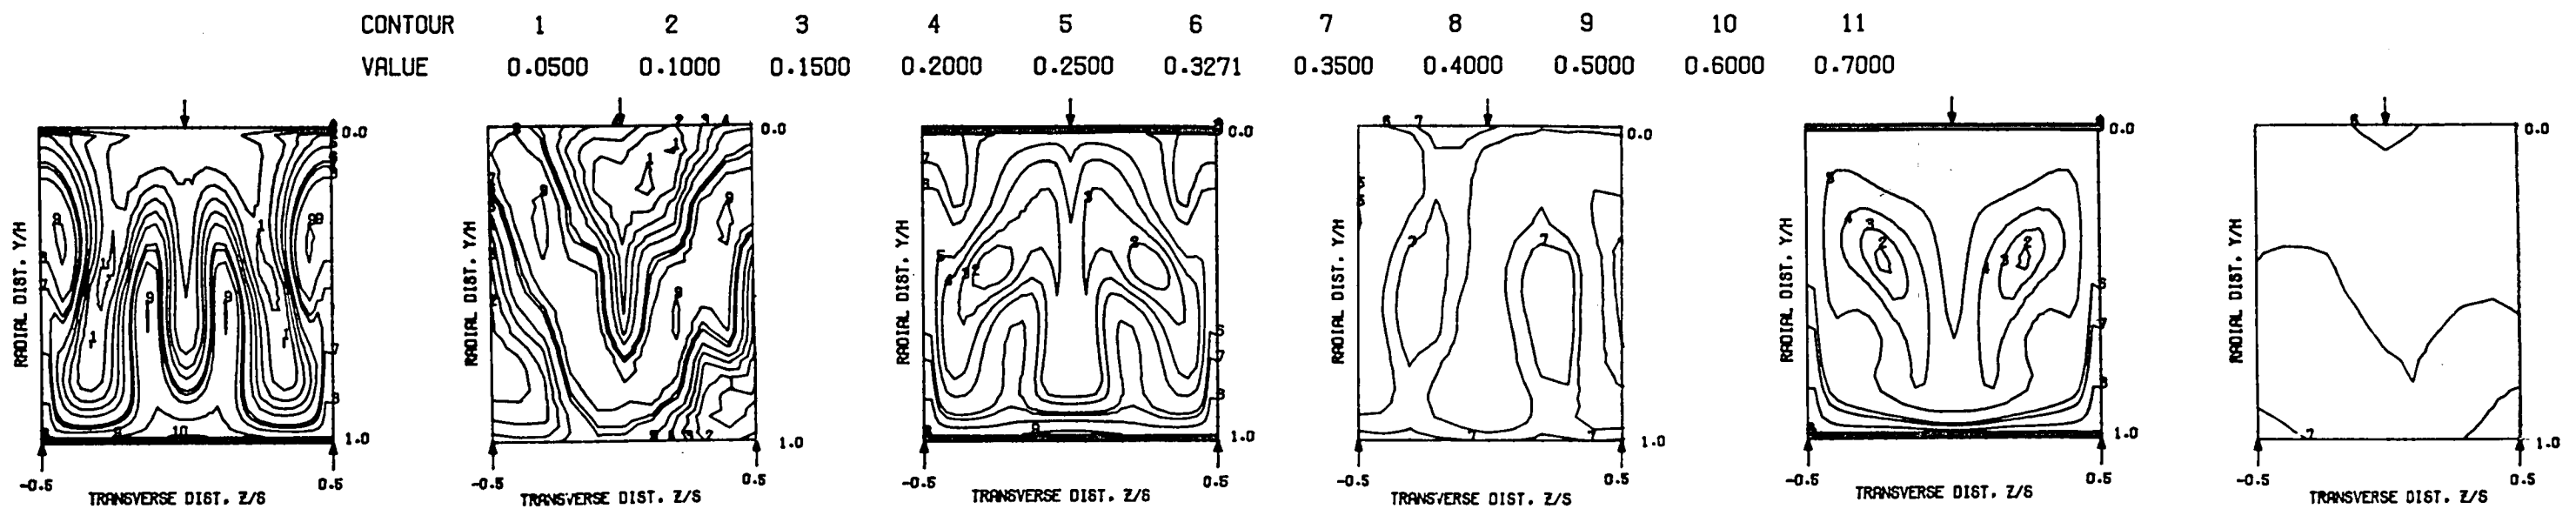 CONTOUR 1 2 3 4 5 6 7 8 9 10 11
VALUE 0.0500 0.1000 0.1500 0.2000 0.2500 0.3271 0.3500 0.4000 0.5000 0.6000 0.7000
0.0 0.0 0.0 0.0 0.0 0.0
RADIAL DIST. Y/H RADIAL DIST. Y/H RADIAL DIST. Y/H RADIAL DIST. Y/H RADIAL DIST. Y/H RADIAL DIST. Y/H
1.0 1.0 1.0 1.0 1.0 1.0
-0.5 0.5 -0.5 0.5 -0.5 0.5 -0.5 0.5 -0.5 0.5 -0.5 0.5
TRANSVERSE DIST. Z/S TRANSVERSE DIST. Z/S TRANSVERSE DIST. Z/S TRANSVERSE DIST. Z/S TRANSVERSE DIST. Z/S TRANSVERSE DIST. Z/S